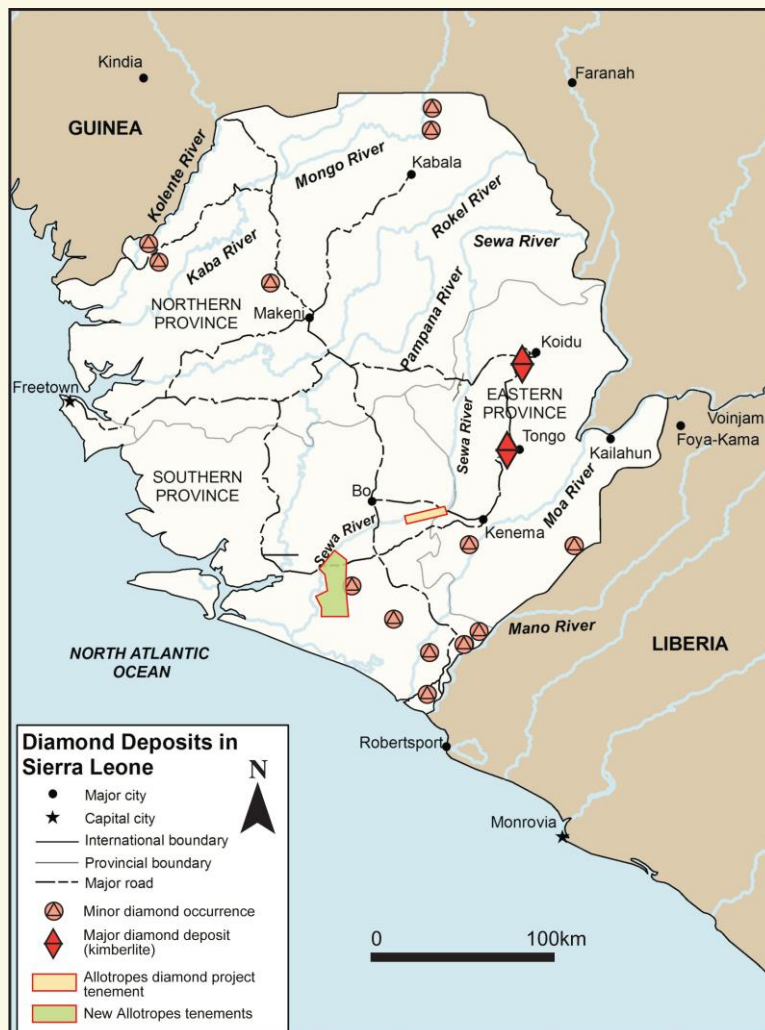 Kindia
Faranah
GUINEA
Kolente River
Mongo River
Kabala
Rokel River
Sewa River
Kaba River
NORTHERN
PROVINCE
Makeni
Pampana River
Koidu
Freetown
EASTERN
PROVINCE
Sewa River
Voinjam
Foya-Kama
Tongo
Kailahun
SOUTHERN
PROVINCE
Bo
Moa River
Sewa River
Kenema
Mano River
LIBERIA
NORTH ATLANTIC
OCEAN
Robertsport
Monrovia
Diamond Deposits in
Sierra Leone
N
Major city
Capital city
International boundary
Provincial boundary
Major road
Minor diamond occurrence
Major diamond deposit
(kimberlite)
Allotropes diamond project
tenement
New Allotropes tenements
0 100km